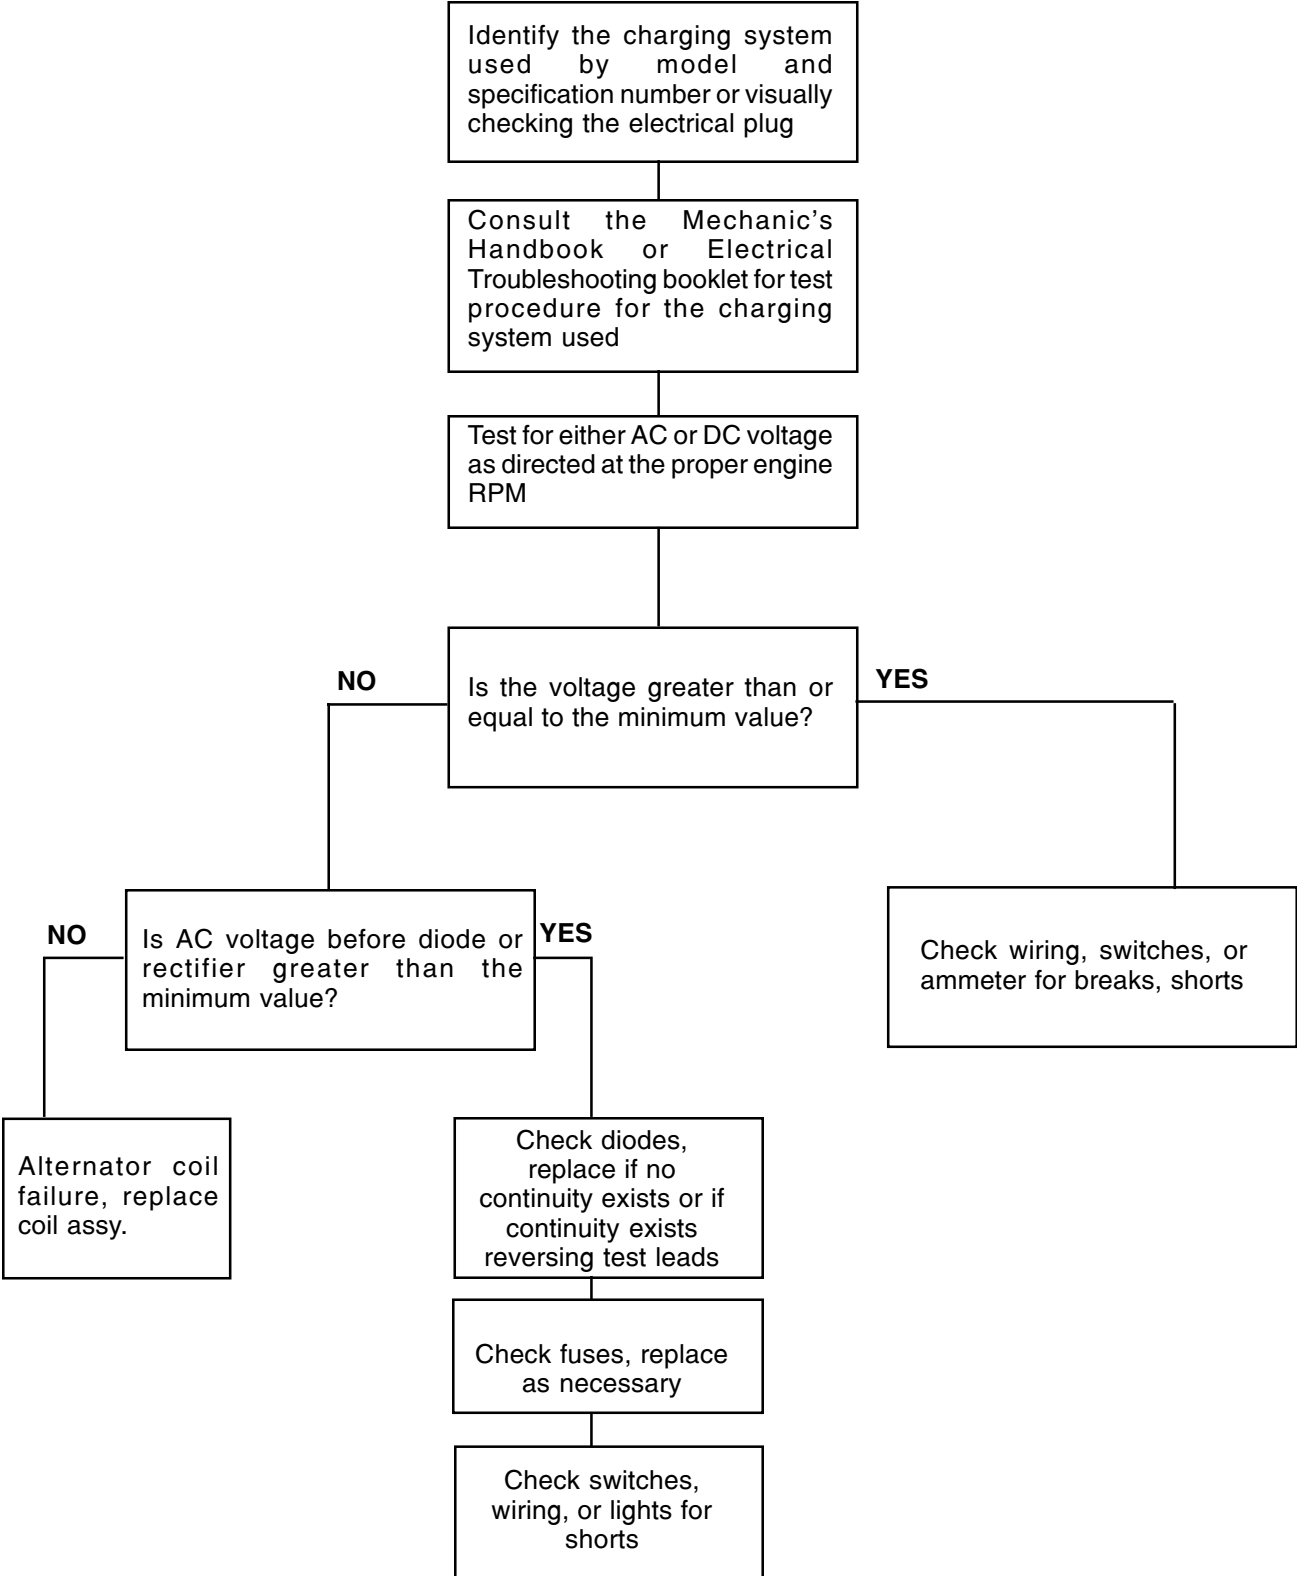 Identify the charging system
used by model and
specification number or visually
checking the electrical plug
Consult the Mechanic's
Handbook or Electrical
Troubleshooting booklet for test
procedure for the charging
system used
Test for either AC or DC voltage
as directed at the proper engine
RPM
Is the voltage greater than or
equal to the minimum value?
NO
YES
Is AC voltage before diode or
rectifier greater than the
minimum value?
NO
YES
Check wiring, switches, or
ammeter for breaks, shorts
Alternator coil
failure, replace
coil assy.
Check diodes,
replace if no
continuity exists or if
continuity exists
reversing test leads
Check fuses, replace
as necessary
Check switches,
wiring, or lights for
shorts